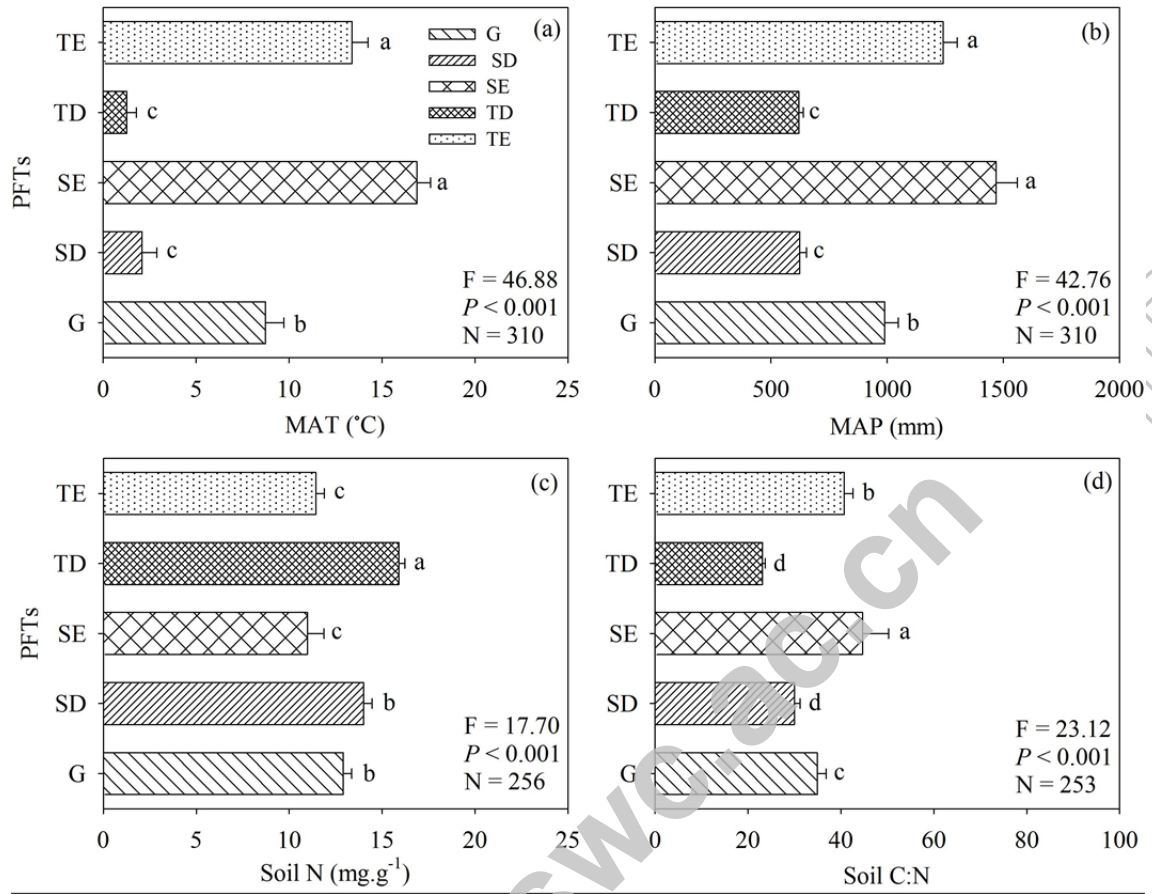 TE
TD
SE
SD
G
PFTs
a
c
a
c
b
(a)
G
SD
SE
TD
TE
F = 46.88
P < 0.001
N = 310
0 5 10 15 20 25
MAT (°C)
TE
TD
SE
SD
G
a
c
a
c
b
(b)
F = 42.76
P < 0.001
N = 310
0 500 1000 1500 2000
MAP (mm)
TE
TD
SE
SD
G
PFTs
c
a
c
b
b
(c)
F = 17.70
P < 0.001
N = 256
0 5 10 15 20 25
Soil N (mg.g⁻¹)
TE
TD
SE
SD
G
b
d
a
d
c
(d)
F = 23.12
P < 0.001
N = 253
0 20 40 60 80 100
Soil C:N
swc.ac.cn